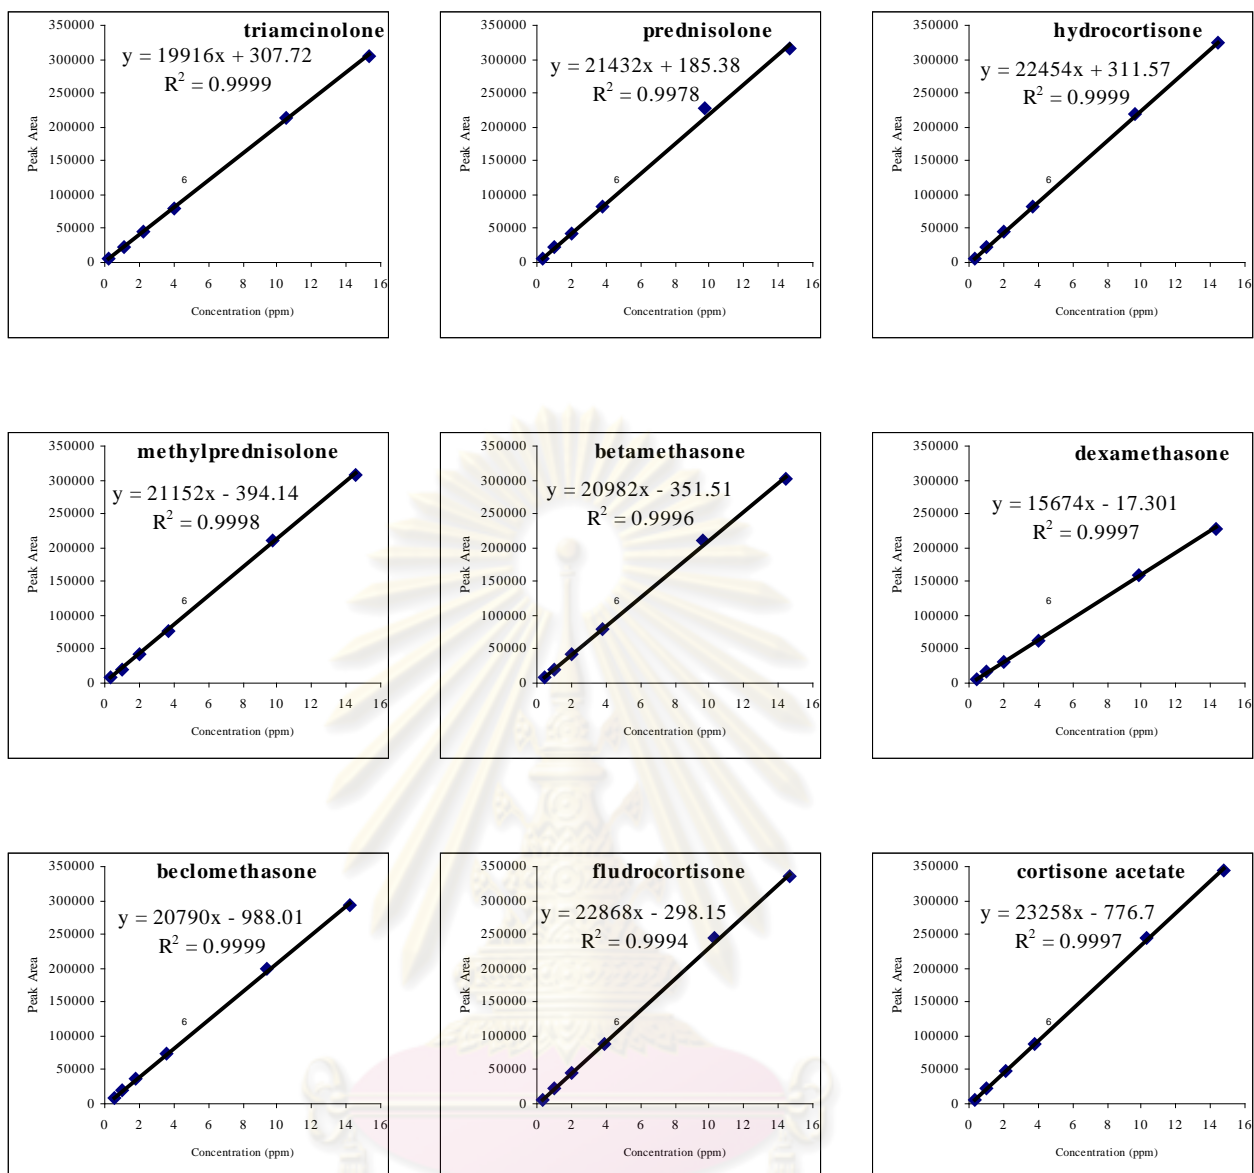 triamcinolone
y = 19916x + 307.72
R² = 0.9999
350000
300000
250000
200000
150000
100000
50000
0
Peak Area
6
0 2 4 6 8 10 12 14 16
Concentration (ppm)
prednisolone
y = 21432x + 185.38
R² = 0.9978
350000
300000
250000
200000
150000
100000
50000
0
Peak Area
6
0 2 4 6 8 10 12 14 16
Concentration (ppm)
hydrocortisone
y = 22454x + 311.57
R² = 0.9999
350000
300000
250000
200000
150000
100000
50000
0
Peak Area
6
0 2 4 6 8 10 12 14 16
Concentration (ppm)
methylprednisolone
y = 21152x - 394.14
R² = 0.9998
350000
300000
250000
200000
150000
100000
50000
0
Peak Area
6
0 2 4 6 8 10 12 14 16
Concentration (ppm)
betamethasone
y = 20982x - 351.51
R² = 0.9996
350000
300000
250000
200000
150000
100000
50000
0
Peak Area
6
0 2 4 6 8 10 12 14 16
Concentration (ppm)
dexamethasone
y = 15674x - 17.301
R² = 0.9997
350000
300000
250000
200000
150000
100000
50000
0
Peak Area
6
0 2 4 6 8 10 12 14 16
Concentration (ppm)
beclomethasone
y = 20790x - 988.01
R² = 0.9999
350000
300000
250000
200000
150000
100000
50000
0
Peak Area
6
0 2 4 6 8 10 12 14 16
Concentration (ppm)
fludrocortisone
y = 22868x - 298.15
R² = 0.9994
350000
300000
250000
200000
150000
100000
50000
0
Peak Area
6
0 2 4 6 8 10 12 14 16
Concentration (ppm)
cortisone acetate
y = 23258x - 776.7
R² = 0.9997
350000
300000
250000
200000
150000
100000
50000
0
Peak Area
6
0 2 4 6 8 10 12 14 16
Concentration (ppm)